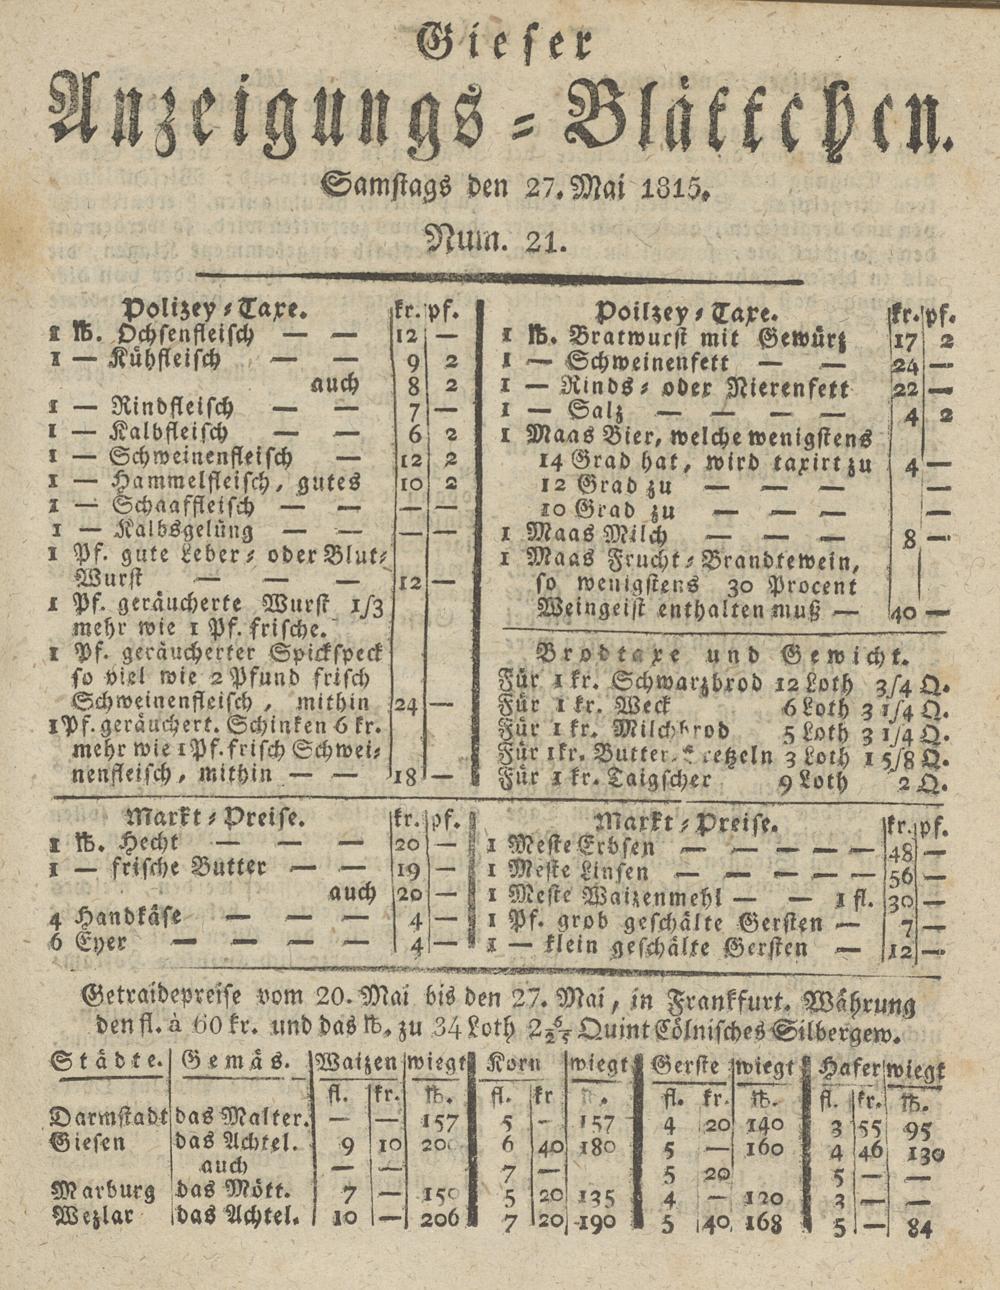 Gieser
Anzeigungs-Blättchen.
Samstags den 27. Mai 1815.
Num. 21.
Polizey-Taxe. kr. pf.
1 ℔. Ochsenfleisch — — 12 —
1 — Kühfleisch — — 9 2
auch 8 2
1 — Rindfleisch — — 7 —
1 — Kalbfleisch — — 6 2
1 — Schweinenfleisch — 12 2
1 — Hammelfleisch, gutes 10 2
1 — Schaaffleisch — — — —
1 — Kalbsgelüng — — — —
1 Pf. gute Leber- oder Blut-
Wurst — — — 12 —
1 Pf. geräucherte Wurst 1/3
mehr wie 1 Pf. frische.
1 Pf. geräucherter Spickspeck
so viel wie 2 Pfund frisch
Schweinenfleisch, mithin 24 —
1 Pf. geräuchert. Schinken 6 kr.
mehr wie 1 Pf. frisch Schwei-
nenfleisch, mithin — — 18 —
Poilzey-Taxe. kr. pf.
1 ℔. Bratwurst mit Gewürz 17 2
1 — Schweinenfett — — 24 —
1 — Rinds- oder Nierenfett 22 —
1 — Salz — — — — 4 2
1 Maas Bier, welche wenigstens
14 Grad hat, wird taxirt zu 4 —
12 Grad zu — — — —
10 Grad zu — — — —
1 Maas Milch — — — 8 —
1 Maas Frucht-Brandtewein,
so wenigstens 30 Procent
Weingeist enthalten muß — 40 —
Brodtaxe und Gewicht.
Für 1 kr. Schwarzbrod 12 Loth 3/4 Q.
Für 1 kr. Weck 6 Loth 3 1/4 Q.
Für 1 kr. Milchbrod 5 Loth 3 1/4 Q.
Für 1 kr. Butter-Bretzeln 3 Loth 1 5/8 Q.
Für 1 kr. Taigscher 9 Loth 2 Q.
Markt-Preise. kr. pf.
1 ℔. Hecht — — — 20 —
1 — frische Butter — — 19 —
auch 20 —
4 Handkäse — — — 4 —
6 Eyer — — — — 4 —
Markt-Preise. kr. pf.
1 Meste Erbsen — — — — — 48 —
1 Meste Linsen — — — — — 56 —
1 Meste Waizenmehl — — 1 fl. 30 —
1 Pf. grob geschälte Gersten — 7 —
1 — klein geschälte Gersten — 12 —
Getraidepreise vom 20. Mai bis den 27. Mai, in Frankfurt. Währung
den fl. à 60 kr. und das ℔. zu 34 Loth 2 6/25 Quint Cölnisches Silbergew.
Städte. Gemäs. Waizen wiegt Korn wiegt Gerste wiegt Hafer wiegt
fl. kr. ℔. fl. kr ℔. fl. kr. ℔. fl. kr. ℔.
Darmstadt das Malter. — — 157 5 — 157 4 20 140 3 55 95
Giesen das Achtel. 9 10 200 6 40 180 5 — 160 4 46 130
auch — — 7 — 5 20 5 — —
Marburg das Mött. 7 — 150 5 20 135 4 — 120 3 — —
Wezlar das Achtel. 10 — 206 7 20 190 5 40 168 5 — 84